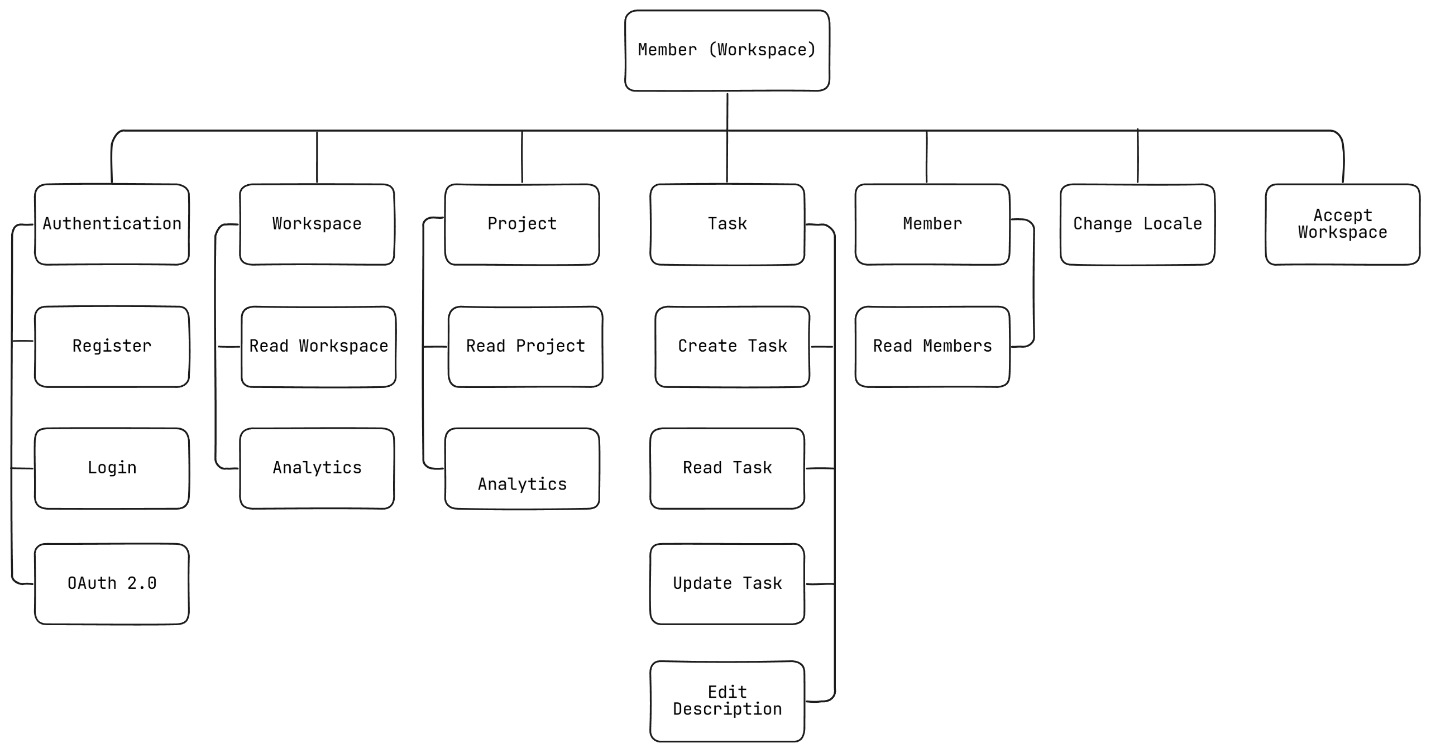 Member (Workspace)
Authentication
Workspace
Project
Task
Member
Change Locale
Accept
Workspace
Register
Read Workspace
Read Project
Create Task
Read Members
Login
Analytics
Analytics
Read Task
OAuth 2.0
Update Task
Edit
Description